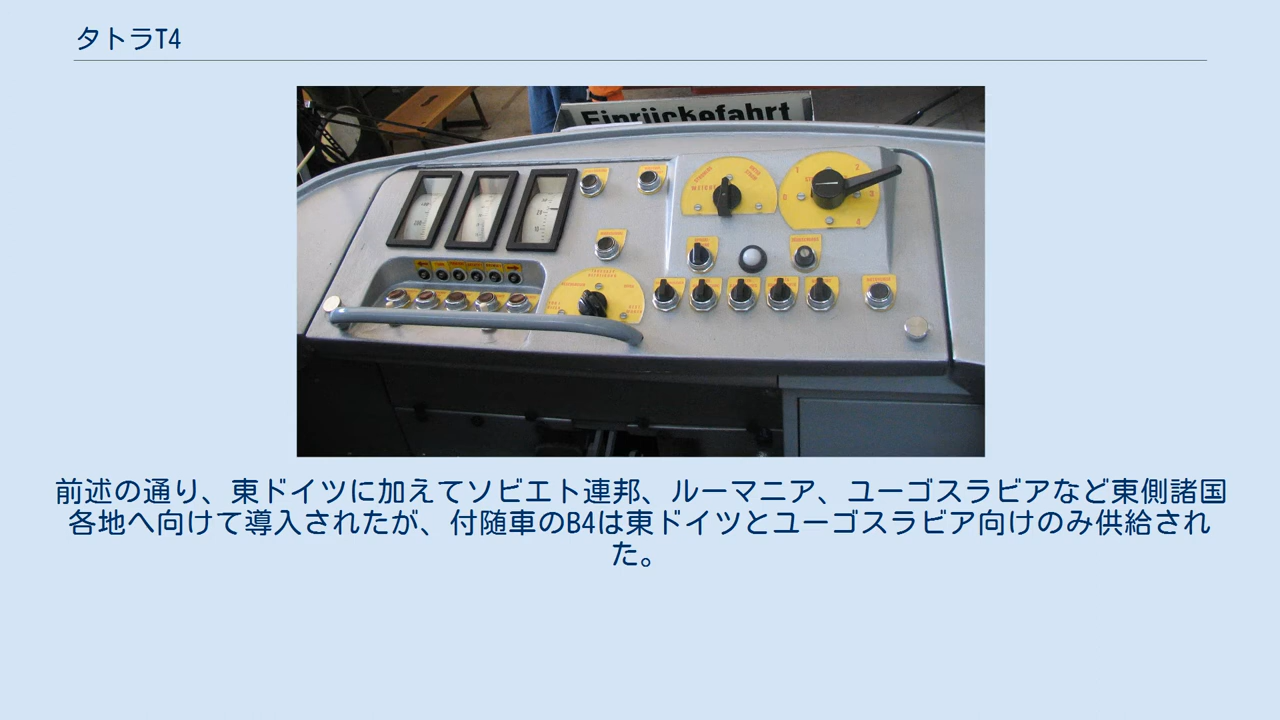 タトラT4
Einrückefahrt
前述の通り、東ドイツに加えてソビエト連邦、ルーマニア、ユーゴスラビアなど東側諸国
各地へ向けて導入されたが、付随車のB4は東ドイツとユーゴスラビア向けのみ供給され
た。